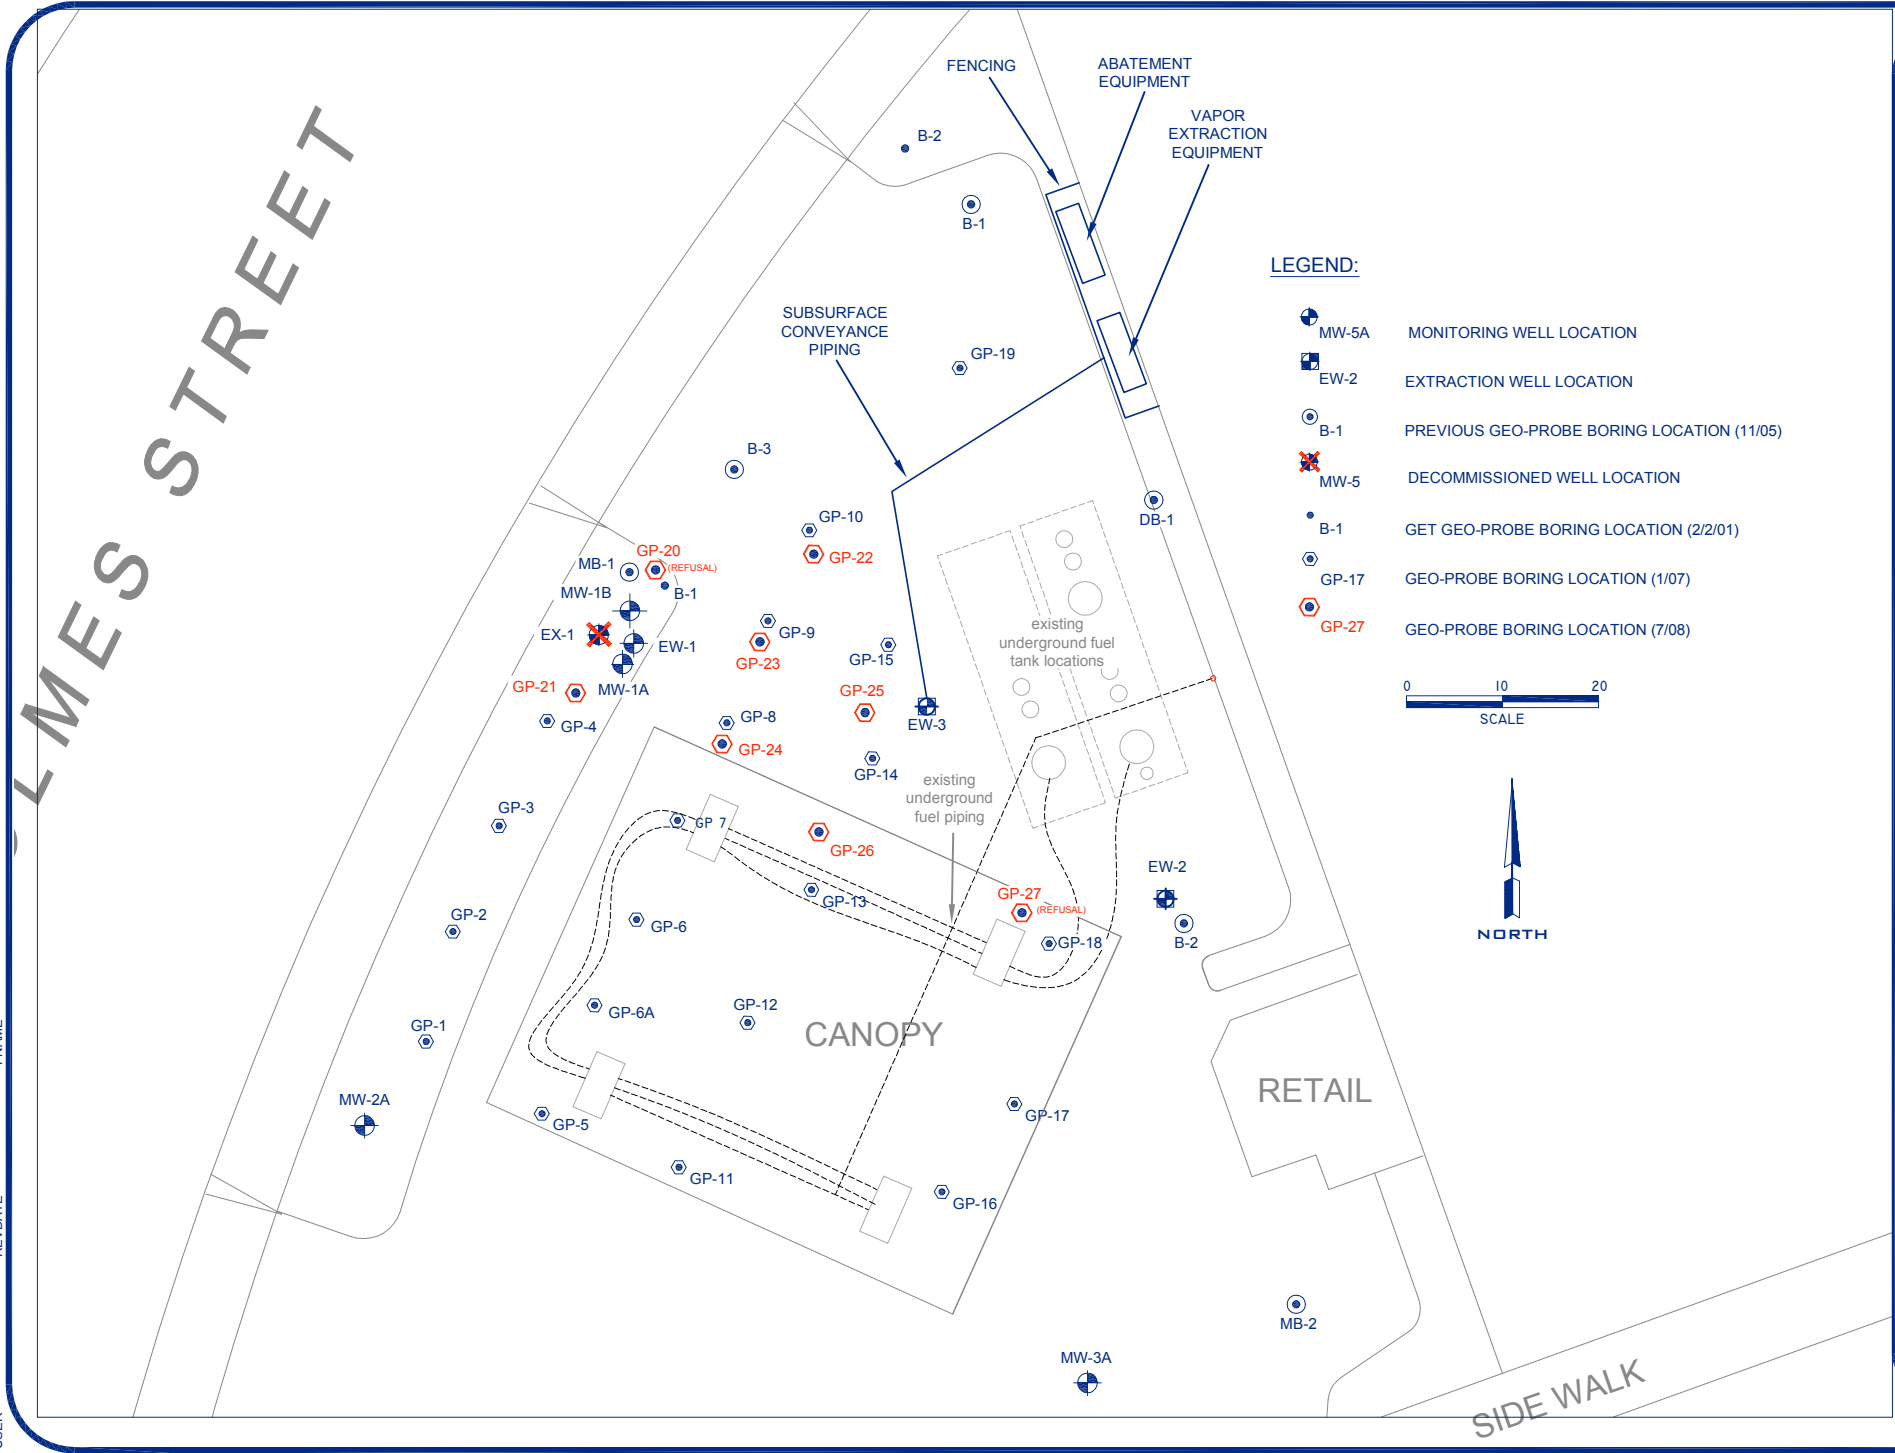 FENCING
ABATEMENT
EQUIPMENT
VAPOR
EXTRACTION
EQUIPMENT
B-2
B-1
LMES STREET
SUBSURFACE
CONVEYANCE
PIPING
GP-19
B-3
GP-10
GP-22
DB-1
GP-20
(REFUSAL)
MB-1
B-1
MW-1B
EX-1
EW-1
MW-1A
GP-9
GP-23
GP-15
GP-21
GP-4
GP-8
GP-24
GP-25
EW-3
GP-14
existing
underground fuel
tank locations
existing
underground
fuel piping
GP-3
GP 7
GP-26
GP-13
GP-27
(REFUSAL)
GP-18
EW-2
B-2
GP-2
GP-6
GP-6A
GP-12
CANOPY
GP-1
MW-2A
GP-5
GP-11
GP-17
GP-16
RETAIL
MB-2
MW-3A
SIDE WALK
LEGEND:
MW-5A MONITORING WELL LOCATION
EW-2 EXTRACTION WELL LOCATION
B-1 PREVIOUS GEO-PROBE BORING LOCATION (11/05)
MW-5 DECOMMISSIONED WELL LOCATION
B-1 GET GEO-PROBE BORING LOCATION (2/2/01)
GP-17 GEO-PROBE BORING LOCATION (1/07)
GP-27 GEO-PROBE BORING LOCATION (7/08)
0 10 20
SCALE
NORTH